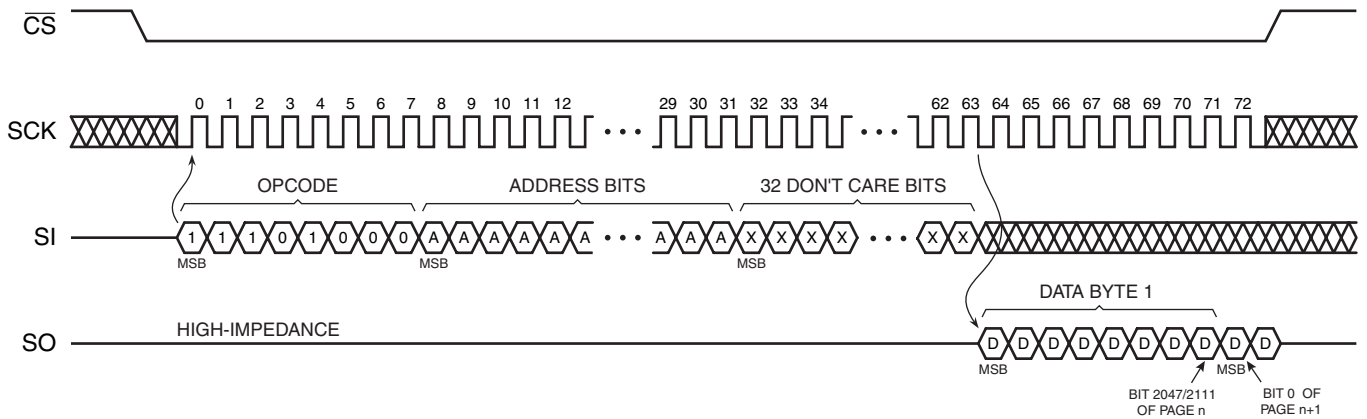 CS
0 1 2 3 4 5 6 7 8 9 10 11 12 29 30 31 32 33 34 62 63 64 65 66 67 68 69 70 71 72
SCK
OPCODE ADDRESS BITS 32 DON'T CARE BITS
SI 1 1 1 0 1 0 0 0 A A A A A A A A A X X X X X X
MSB MSB MSB
DATA BYTE 1
HIGH-IMPEDANCE
SO D D D D D D D D D D
MSB MSB
BIT 2047/2111
OF PAGE n
BIT 0 OF
PAGE n+1